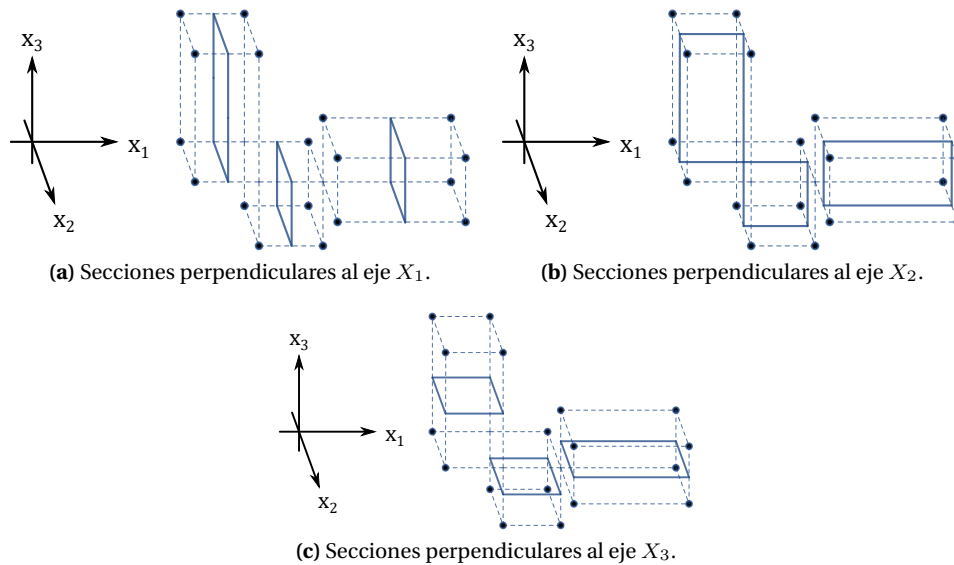 x₃
x₁
x₂
(a) Secciones perpendiculares al eje X₁.
x₃
x₁
x₂
(b) Secciones perpendiculares al eje X₂.
x₃
x₁
x₂
(c) Secciones perpendiculares al eje X₃.